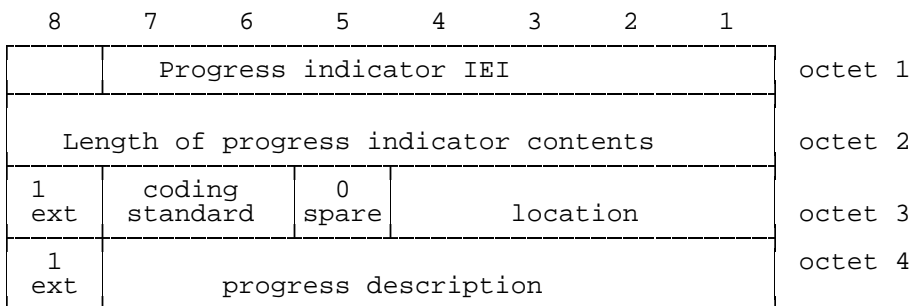 8 7 6 5 4 3 2 1
Progress indicator IEI octet 1
Length of progress indicator contents octet 2
1 coding 0
ext standard spare location octet 3
1 octet 4
ext progress description